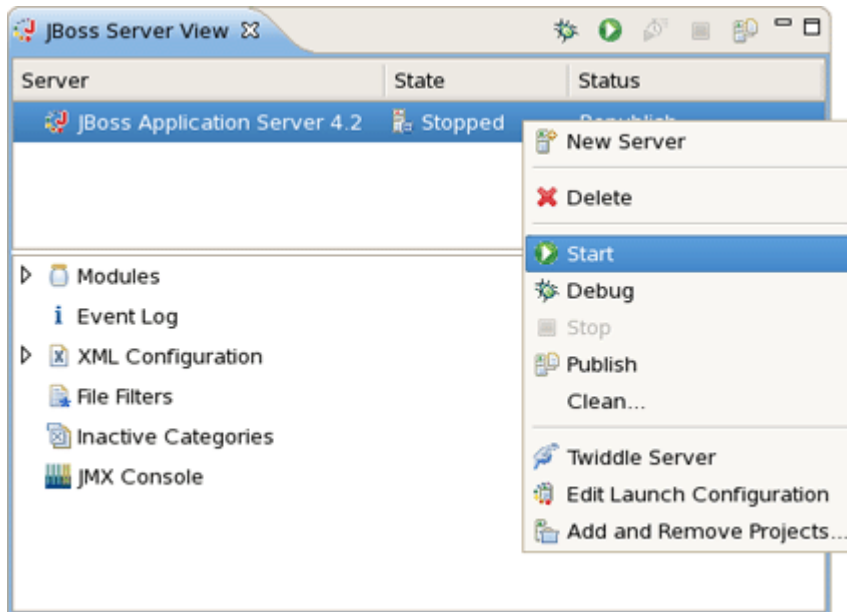 JBoss Server View
Server State Status
JBoss Application Server 4.2 Stopped Republish
New Server
Delete
Start
Debug
Stop
Publish
Clean...
Twiddle Server
Edit Launch Configuration
Add and Remove Projects...
Modules
Event Log
XML Configuration
File Filters
Inactive Categories
JMX Console